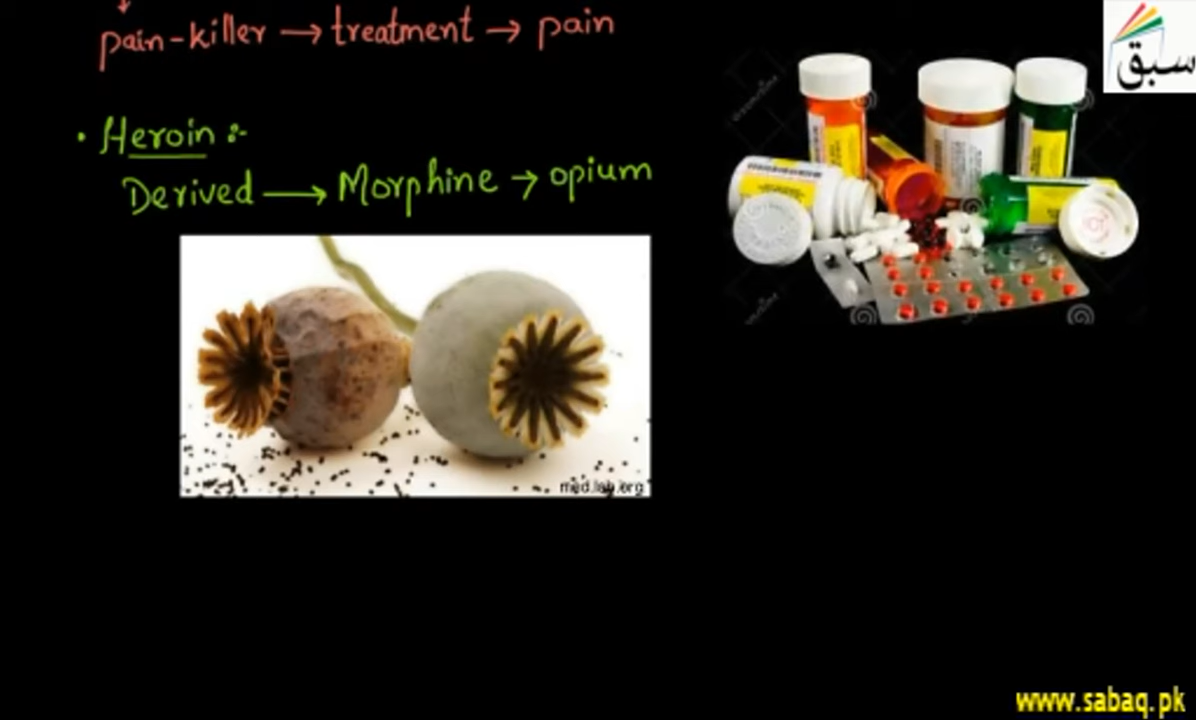 pain-killer → treatment → pain
سبق
• Heroin :-
Derived → Morphine → opium
med.lab.org
www.sabaq.pk